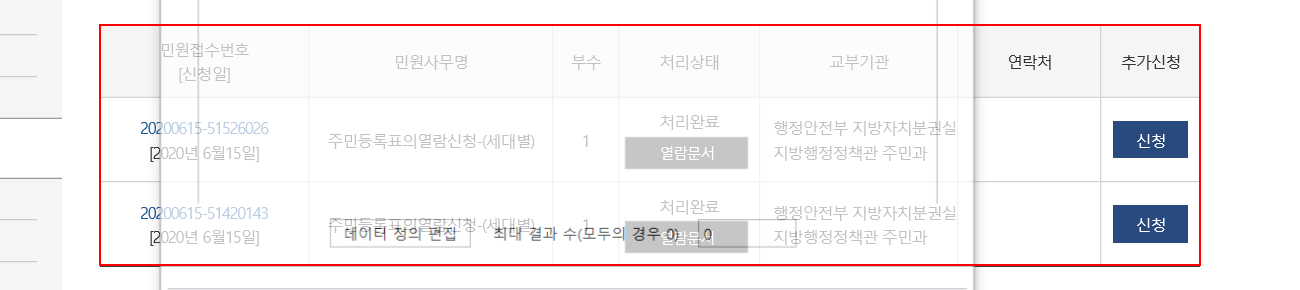 민원접수번호
[신청일]
민원사무명
부수
처리상태
교부기관
연락처
추가신청
20200615-51526026
[2020년 6월15일]
주민등록표의열람신청-(세대별)
1
처리완료
열람문서
행정안전부 지방자치분권실
지방행정정책관 주민과
신청
20200615-51420143
[2020년 6월15일]
주민등록표의열람신청-(세대별)
1
처리완료
열람문서
행정안전부 지방자치분권실
지방행정정책관 주민과
신청
데이터 정의 편집
최대 결과 수(모두의 경우 0)
0